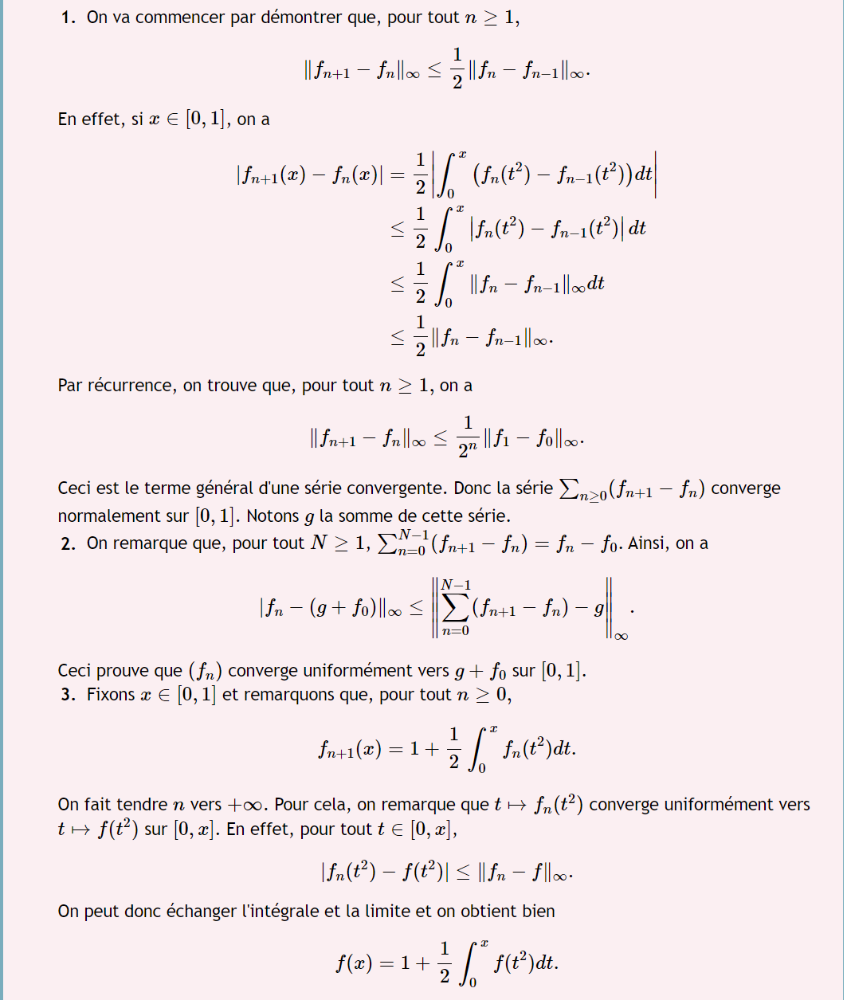 1. On va commencer par démontrer que, pour tout $n \geq 1$,
$$\|f_{n+1} - f_n\|_\infty \leq \frac{1}{2}\|f_n - f_{n-1}\|_\infty.$$
En effet, si $x \in [0, 1]$, on a
$$|f_{n+1}(x) - f_n(x)| = \frac{1}{2}\left|\int_0^x (f_n(t^2) - f_{n-1}(t^2))dt\right|$$
$$\leq \frac{1}{2}\int_0^x |f_n(t^2) - f_{n-1}(t^2)|\,dt$$
$$\leq \frac{1}{2}\int_0^x \|f_n - f_{n-1}\|_\infty dt$$
$$\leq \frac{1}{2}\|f_n - f_{n-1}\|_\infty.$$
Par récurrence, on trouve que, pour tout $n \geq 1$, on a
$$\|f_{n+1} - f_n\|_\infty \leq \frac{1}{2^n}\|f_1 - f_0\|_\infty.$$
Ceci est le terme général d'une série convergente. Donc la série $\sum_{n \geq 0}(f_{n+1} - f_n)$ converge
normalement sur $[0, 1]$. Notons $g$ la somme de cette série.
2. On remarque que, pour tout $N \geq 1$, $\sum_{n=0}^{N-1}(f_{n+1} - f_n) = f_n - f_0$. Ainsi, on a
$$|f_n - (g + f_0)\|_\infty \leq \left\|\sum_{n=0}^{N-1}(f_{n+1} - f_n) - g\right\|_\infty.$$
Ceci prouve que $(f_n)$ converge uniformément vers $g + f_0$ sur $[0, 1]$.
3. Fixons $x \in [0, 1]$ et remarquons que, pour tout $n \geq 0$,
$$f_{n+1}(x) = 1 + \frac{1}{2}\int_0^x f_n(t^2)dt.$$
On fait tendre $n$ vers $+\infty$. Pour cela, on remarque que $t \mapsto f_n(t^2)$ converge uniformément vers
$t \mapsto f(t^2)$ sur $[0, x]$. En effet, pour tout $t \in [0, x]$,
$$|f_n(t^2) - f(t^2)| \leq \|f_n - f\|_\infty.$$
On peut donc échanger l'intégrale et la limite et on obtient bien
$$f(x) = 1 + \frac{1}{2}\int_0^x f(t^2)dt.$$